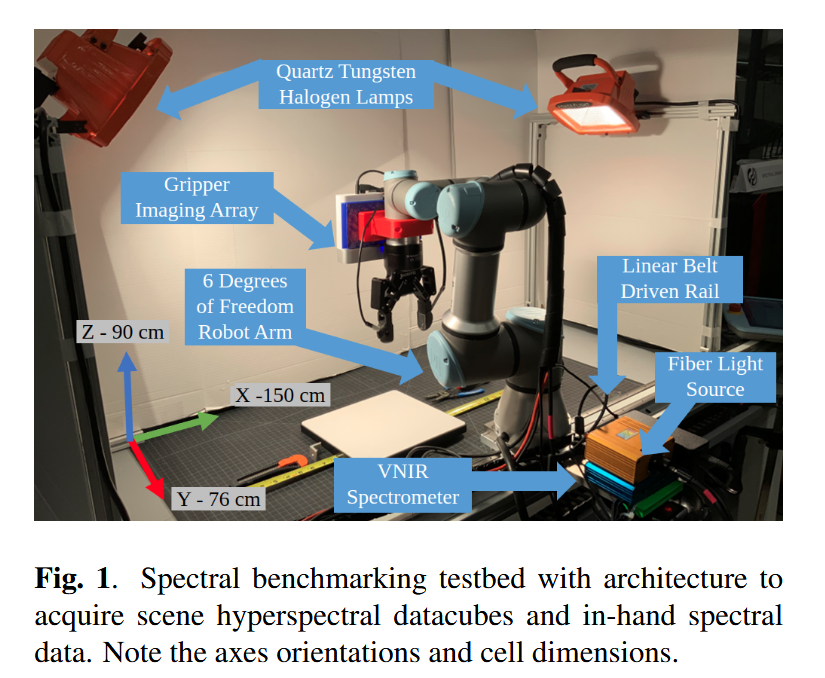 Quartz Tungsten
Halogen Lamps
Gripper
Imaging Array
6 Degrees
of Freedom
Robot Arm
Linear Belt
Driven Rail
Z - 90 cm
Fiber Light
Source
X -150 cm
VNIR
Spectrometer
Y - 76 cm
Fig. 1. Spectral benchmarking testbed with architecture to
acquire scene hyperspectral datacubes and in-hand spectral
data. Note the axes orientations and cell dimensions.